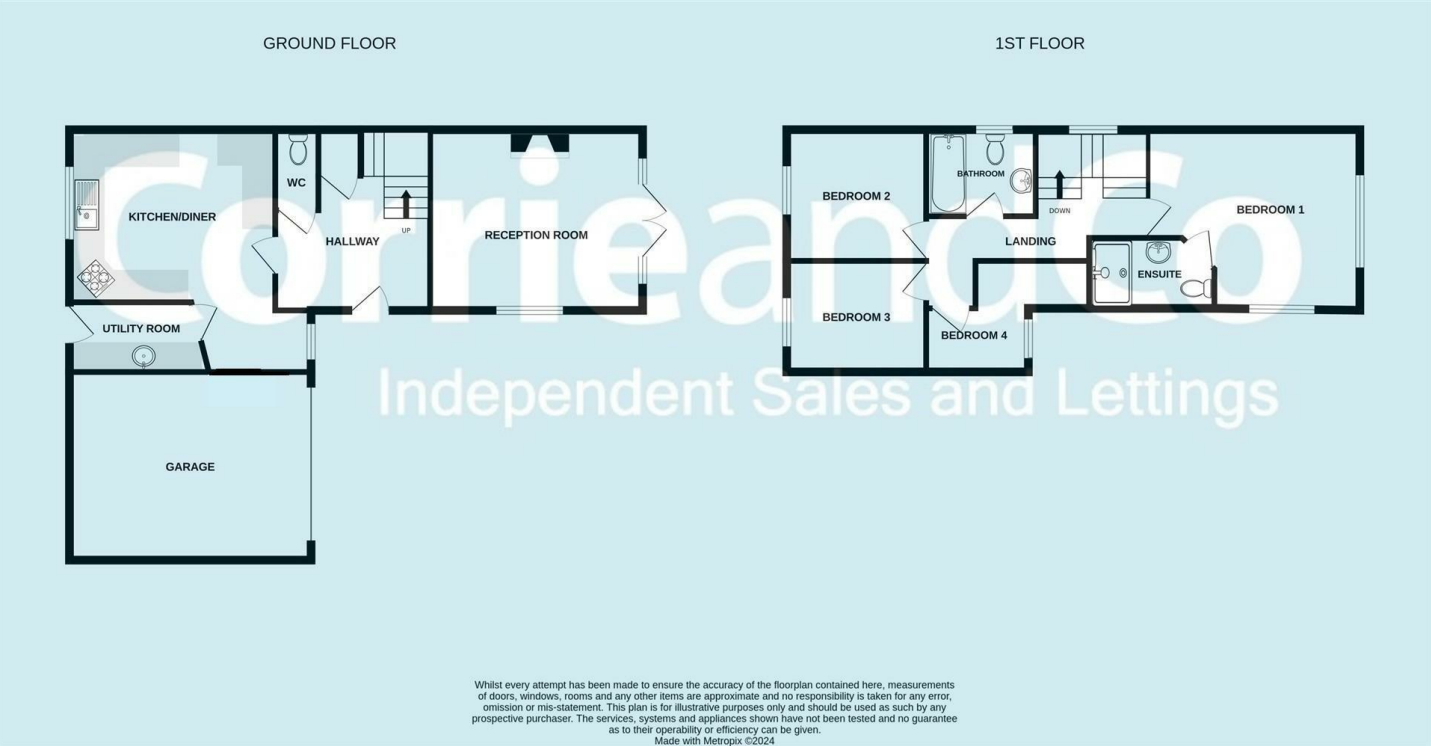 GROUND FLOOR
1ST FLOOR
CorrieandCo
Independent Sales and Lettings
KITCHEN/DINER
WC
HALLWAY
UP
RECEPTION ROOM
UTILITY ROOM
GARAGE
BEDROOM 2
BATHROOM
DOWN
LANDING
BEDROOM 1
ENSUITE
BEDROOM 3
BEDROOM 4
Whilst every attempt has been made to ensure the accuracy of the floorplan contained here, measurements
of doors, windows, rooms and any other items are approximate and no responsibility is taken for any error,
omission or mis-statement. This plan is for illustrative purposes only and should be used as such by any
prospective purchaser. The services, systems and appliances shown have not been tested and no guarantee
as to their operability or efficiency can be given.
Made with Metropix ©2024